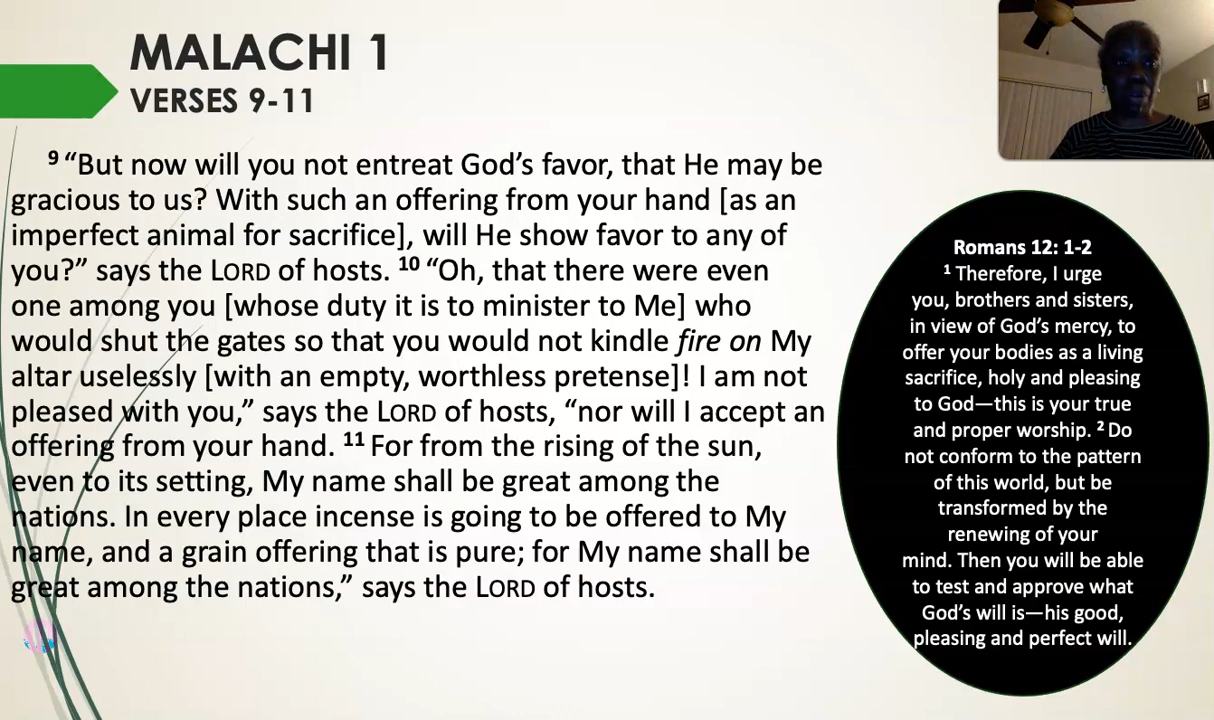 MALACHI 1
VERSES 9-11
9 “But now will you not entreat God’s favor, that He may be
gracious to us? With such an offering from your hand [as an
imperfect animal for sacrifice], will He show favor to any of
you?” says the LORD of hosts. 10 “Oh, that there were even
one among you [whose duty it is to minister to Me] who
would shut the gates so that you would not kindle fire on My
altar uselessly [with an empty, worthless pretense]! I am not
pleased with you,” says the LORD of hosts, “nor will I accept an
offering from your hand. 11 For from the rising of the sun,
even to its setting, My name shall be great among the
nations. In every place incense is going to be offered to My
name, and a grain offering that is pure; for My name shall be
great among the nations,” says the LORD of hosts.
Romans 12: 1-2
1 Therefore, I urge
you, brothers and sisters,
in view of God’s mercy, to
offer your bodies as a living
sacrifice, holy and pleasing
to God—this is your true
and proper worship. 2 Do
not conform to the pattern
of this world, but be
transformed by the
renewing of your
mind. Then you will be able
to test and approve what
God’s will is—his good,
pleasing and perfect will.